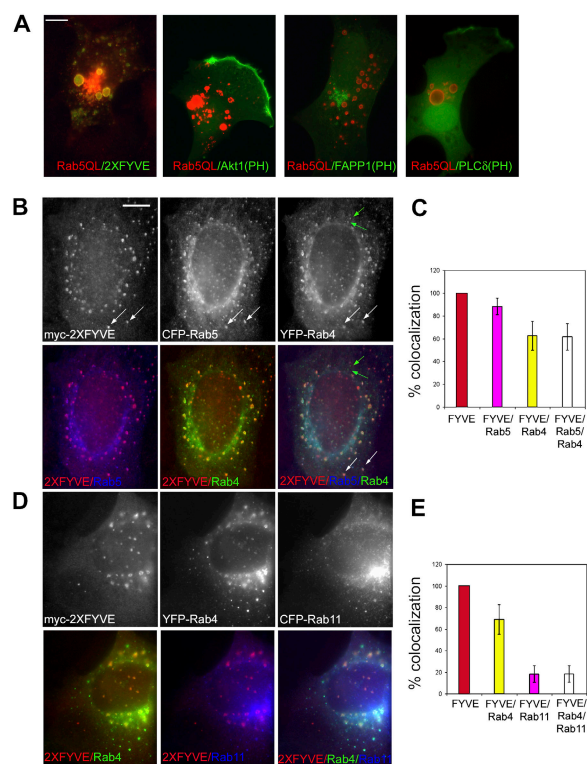 A
Rab5QL/2XFYVE
Rab5QL/Akt1(PH)
Rab5QL/FAPP1(PH)
Rab5QL/PLCδ(PH)
B
myc-2XFYVE
CFP-Rab5
YFP-Rab4
2XFYVE/Rab5
2XFYVE/Rab4
2XFYVE/Rab5/Rab4
C
% colocalization
120
100
80
60
40
20
0
FYVE
FYVE/
Rab5
FYVE/
Rab4
FYVE/
Rab5/
Rab4
D
myc-2XFYVE
YFP-Rab4
CFP-Rab11
2XFYVE/Rab4
2XFYVE/Rab11
2XFYVE/Rab4/Rab11
E
% colocalization
120
100
80
60
40
20
0
FYVE
FYVE/
Rab4
FYVE/
Rab11
FYVE/
Rab4/
Rab11